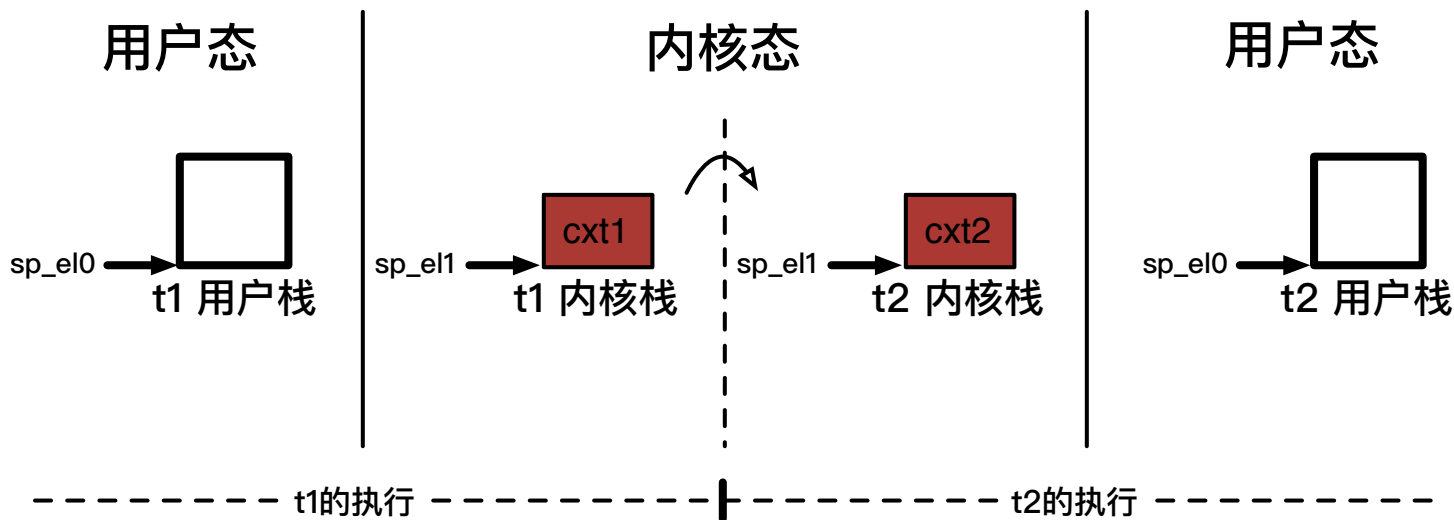 用户态
内核态
用户态
cxt1
cxt2
sp_el0
sp_el1
sp_el1
sp_el0
t1 用户栈
t1 内核栈
t2 内核栈
t2 用户栈
t1的执行
t2的执行